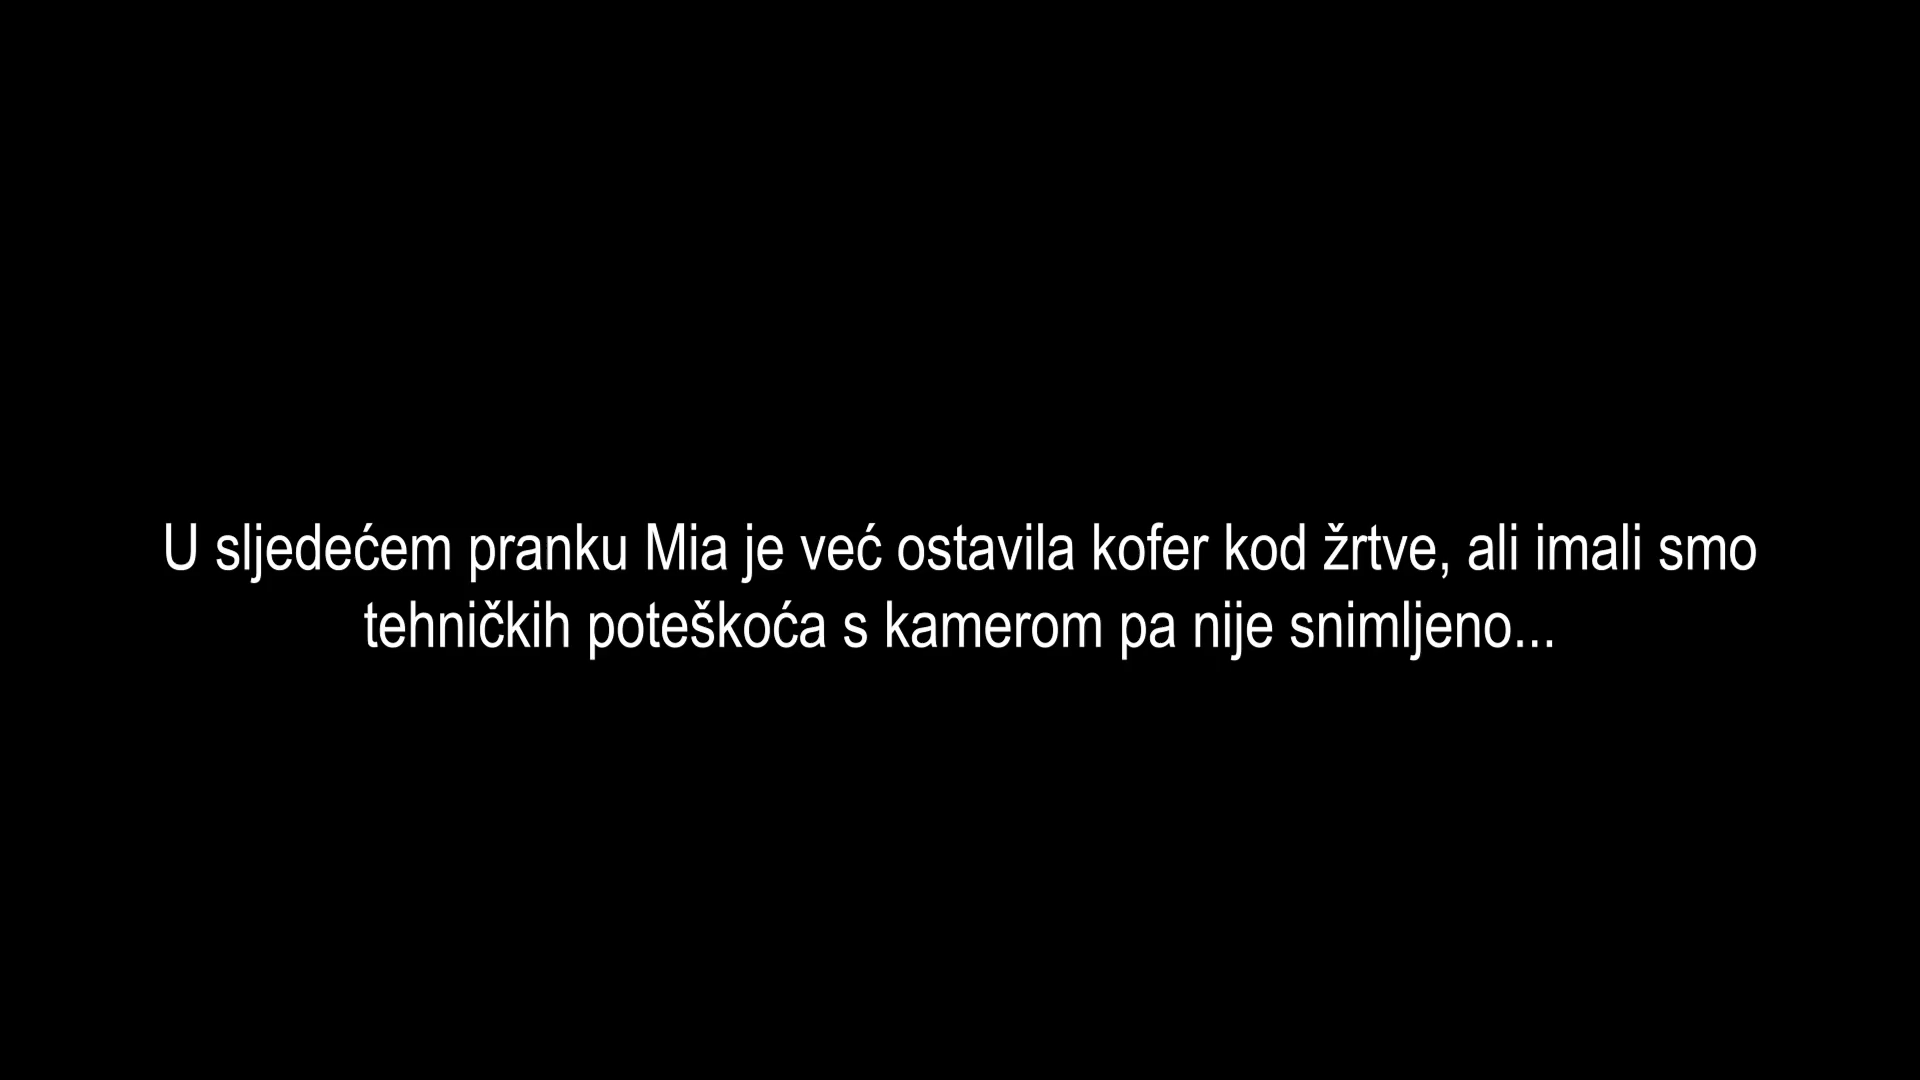 U sljedećem pranku Mia je već ostavila kofer kod žrtve, ali imali smo
tehničkih poteškoća s kamerom pa nije snimljeno...